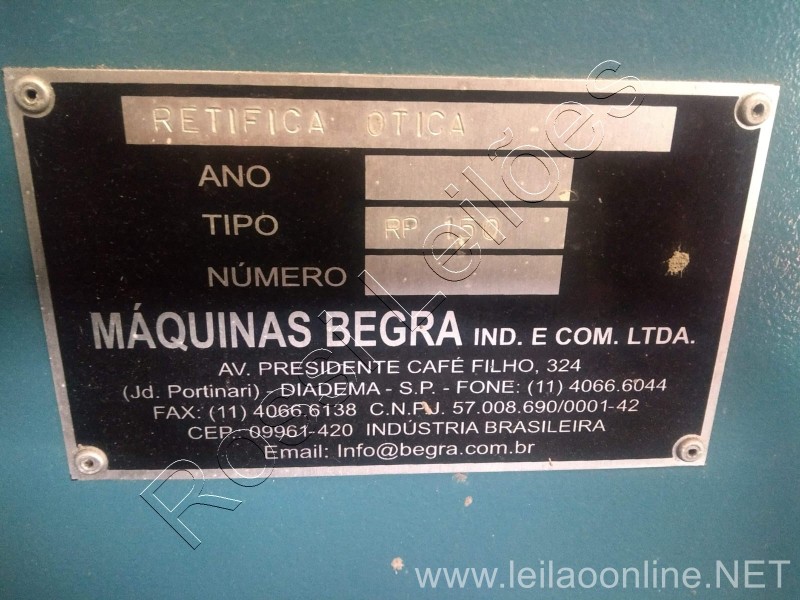 RETIFICA OTICA
ANO
TIPO RP 150
NÚMERO
MÁQUINAS BEGRA IND. E COM. LTDA.
AV. PRESIDENTE CAFÉ FILHO, 324
(Jd. Portinari) - DIADEMA - S.P. - FONE: (11) 4066.6044
FAX: (11) 4066.6138 C.N.P.J. 57.008.690/0001-42
CEP: 09961-420 INDÚSTRIA BRASILEIRA
Email: Info@begra.com.br
Rossi Leilões
www.leilaoonline.NET